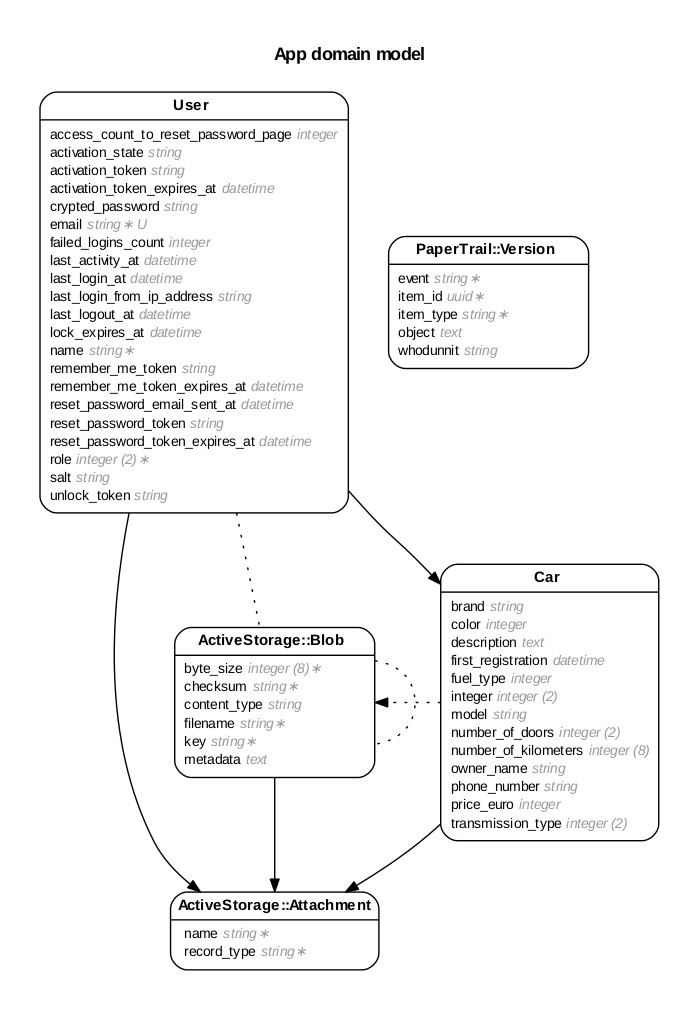 App domain model
User
access_count_to_reset_password_page integer
activation_state string
activation_token string
activation_token_expires_at datetime
crypted_password string
email string ∗ U
failed_logins_count integer
last_activity_at datetime
last_login_at datetime
last_login_from_ip_address string
last_logout_at datetime
lock_expires_at datetime
name string ∗
remember_me_token string
remember_me_token_expires_at datetime
reset_password_email_sent_at datetime
reset_password_token string
reset_password_token_expires_at datetime
role integer (2) ∗
salt string
unlock_token string
PaperTrail::Version
event string ∗
item_id uuid ∗
item_type string ∗
object text
whodunnit string
Car
brand string
color integer
description text
first_registration datetime
fuel_type integer
integer integer (2)
model string
number_of_doors integer (2)
number_of_kilometers integer (8)
owner_name string
phone_number string
price_euro integer
transmission_type integer (2)
ActiveStorage::Blob
byte_size integer (8) ∗
checksum string ∗
content_type string
filename string ∗
key string ∗
metadata text
ActiveStorage::Attachment
name string ∗
record_type string ∗